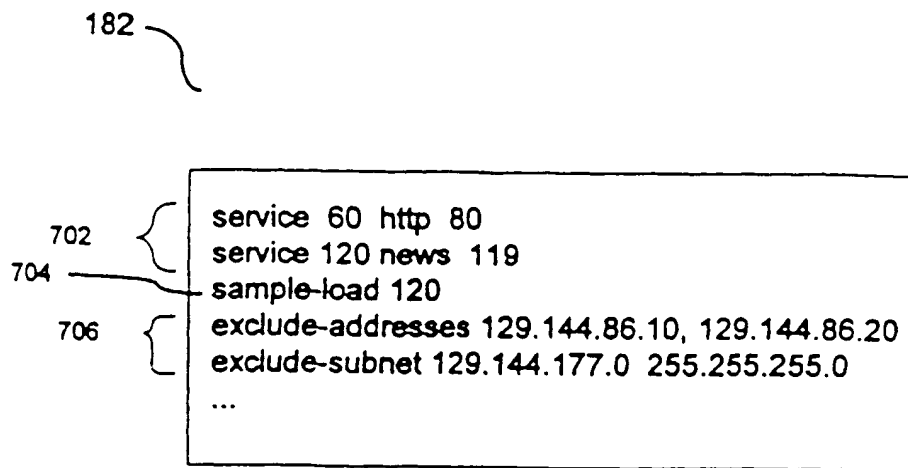 182
702
704
706
service 60 http 80
service 120 news 119
sample-load 120
exclude-addresses 129.144.86.10, 129.144.86.20
exclude-subnet 129.144.177.0 255.255.255.0
...